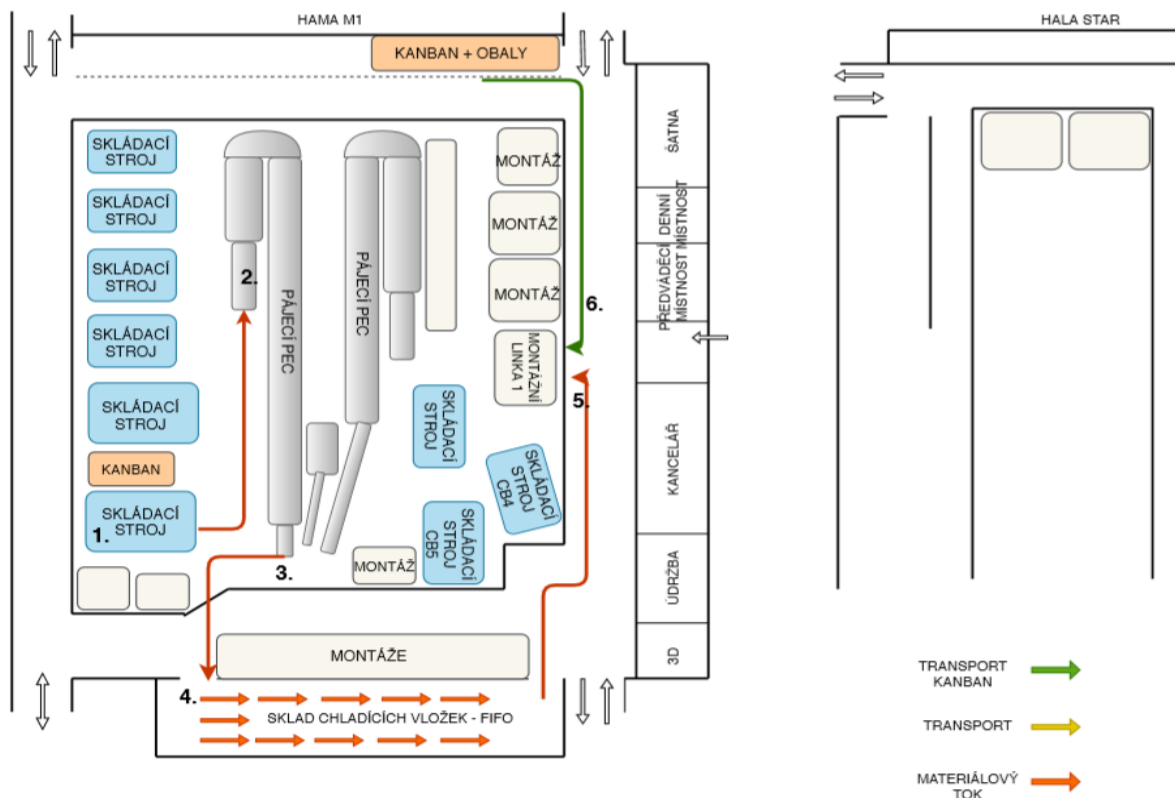 HAMA M1
HALA STAR
KANBAN + OBALY
SKLÁDACÍ
STROJ
SKLÁDACÍ
STROJ
SKLÁDACÍ
STROJ
SKLÁDACÍ
STROJ
SKLÁDACÍ
STROJ
KANBAN
SKLÁDACÍ
STROJ
1.
2.
PÁJECÍ PEC
3.
PÁJECÍ PEC
MONTÁŽ
MONTÁŽ
MONTÁŽ
MONTÁŽNÍ
LINKA 1
6.
5.
SKLÁDACÍ
STROJ
SKLÁDACÍ
STROJ
CB4
SKLÁDACÍ
STROJ
CB5
MONTÁŽ
MONTÁŽE
4.
SKLAD CHLADÍCÍCH VLOŽEK - FIFO
ŠATNA
DENNÍ
MÍSTNOST
PŘEDVÁDĚCÍ
MÍSTNOST
KANCELÁŘ
ÚDRŽBA
3D
TRANSPORT
KANBAN
TRANSPORT
MATERIÁLOVÝ
TOK